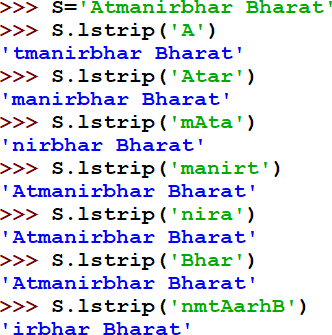 >>> S='Atmanirbhar Bharat'
>>> S.lstrip('A')
'tmanirbhar Bharat'
>>> S.lstrip('Atar')
'manirbhar Bharat'
>>> S.lstrip('mAta')
'nirbhar Bharat'
>>> S.lstrip('manirt')
'Atmanirbhar Bharat'
>>> S.lstrip('nira')
'Atmanirbhar Bharat'
>>> S.lstrip('Bhar')
'Atmanirbhar Bharat'
>>> S.lstrip('nmtAarhB')
'irbhar Bharat'